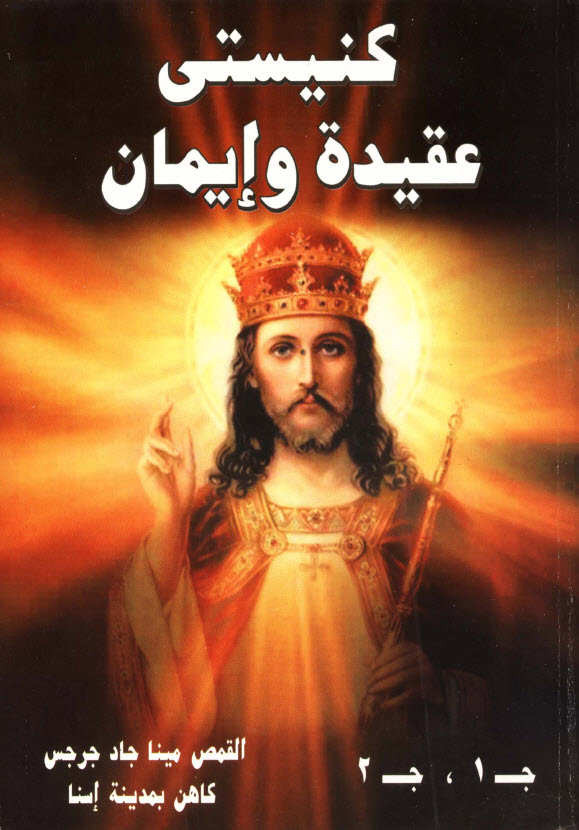 كنيستى
عقيدة وإيمان
القمص مينا جاد جرجس
كاهن بمدينة إسنا
جـ ١ ، جـ ٢